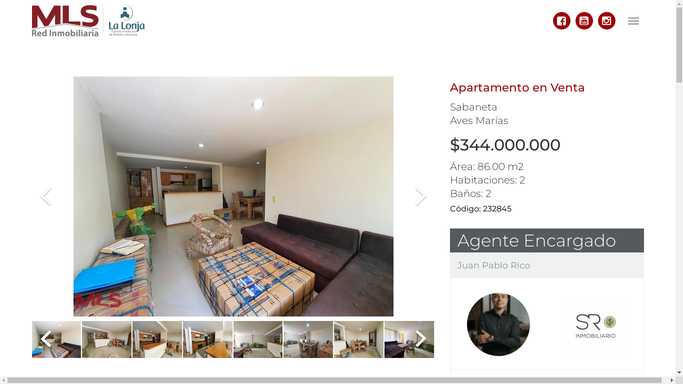 MLS
Red Inmobiliaria
La Lonja
Apartamento en Venta
Sabaneta
Aves Marías
$344.000.000
Área: 86.00 m2
Habitaciones: 2
Baños: 2
Código: 232845
Agente Encargado
Juan Pablo Rico
MLS
SR
INMOBILIARIO